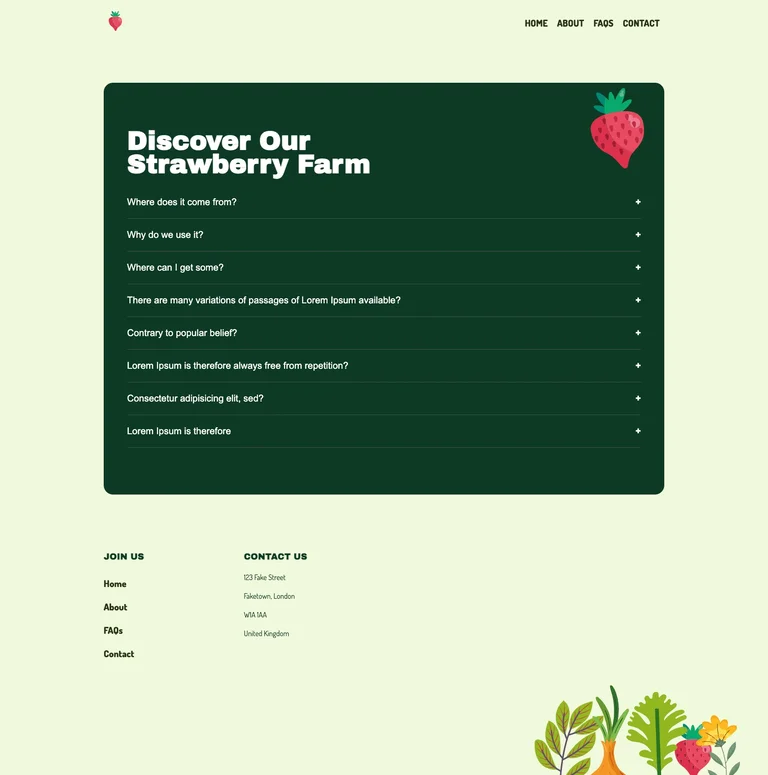 HOME ABOUT FAQS CONTACT
Discover Our
Strawberry Farm
Where does it come from? +
Why do we use it? +
Where can I get some? +
There are many variations of passages of Lorem Ipsum available? +
Contrary to popular belief? +
Lorem Ipsum is therefore always free from repetition? +
Consectetur adipisicing elit, sed? +
Lorem Ipsum is therefore +
JOIN US
Home
About
FAQs
Contact
CONTACT US
123 Fake Street
Faketown, London
W1A 1AA
United Kingdom